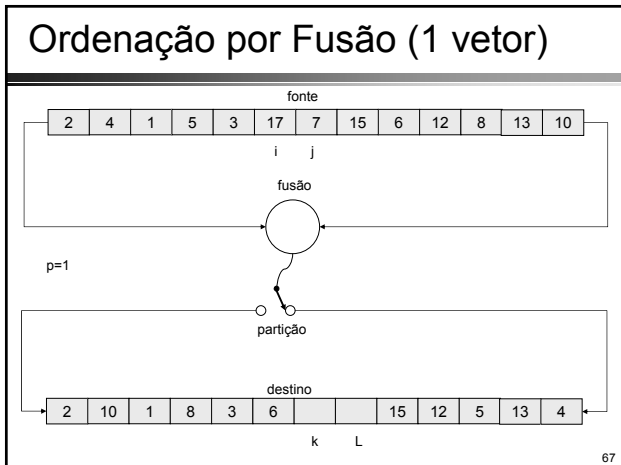 Ordenação por Fusão (1 vetor)
fonte
2 4 1 5 3 17 7 15 6 12 8 13 10
i j
fusão
p=1
partição
destino
2 10 1 8 3 6 15 12 5 13 4
k L
67